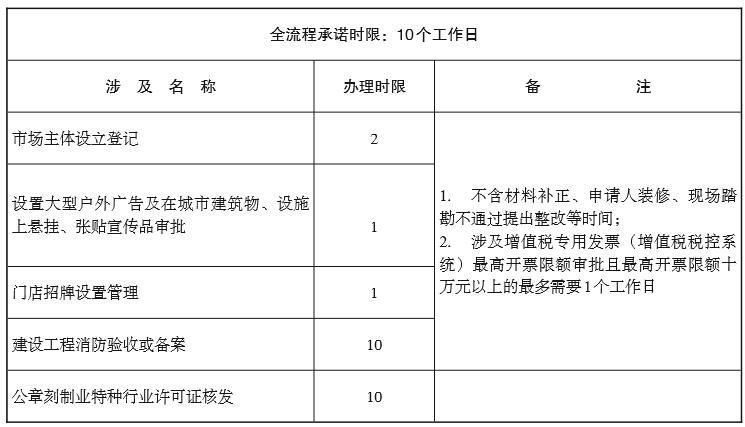 全流程承诺时限：10个工作日
涉 及 名 称 办理时限 备 注
市场主体设立登记 2
设置大型户外广告及在城市建筑物、设施
上悬挂、张贴宣传品审批 1
门店招牌设置管理 1
建设工程消防验收或备案 10
1. 不含材料补正、申请人装修、现场踏
勘不通过提出整改等时间；
2. 涉及增值税专用发票（增值税税控系
统）最高开票限额审批且最高开票限额十
万元以上的最多需要1个工作日
公章刻制业特种行业许可证核发 10